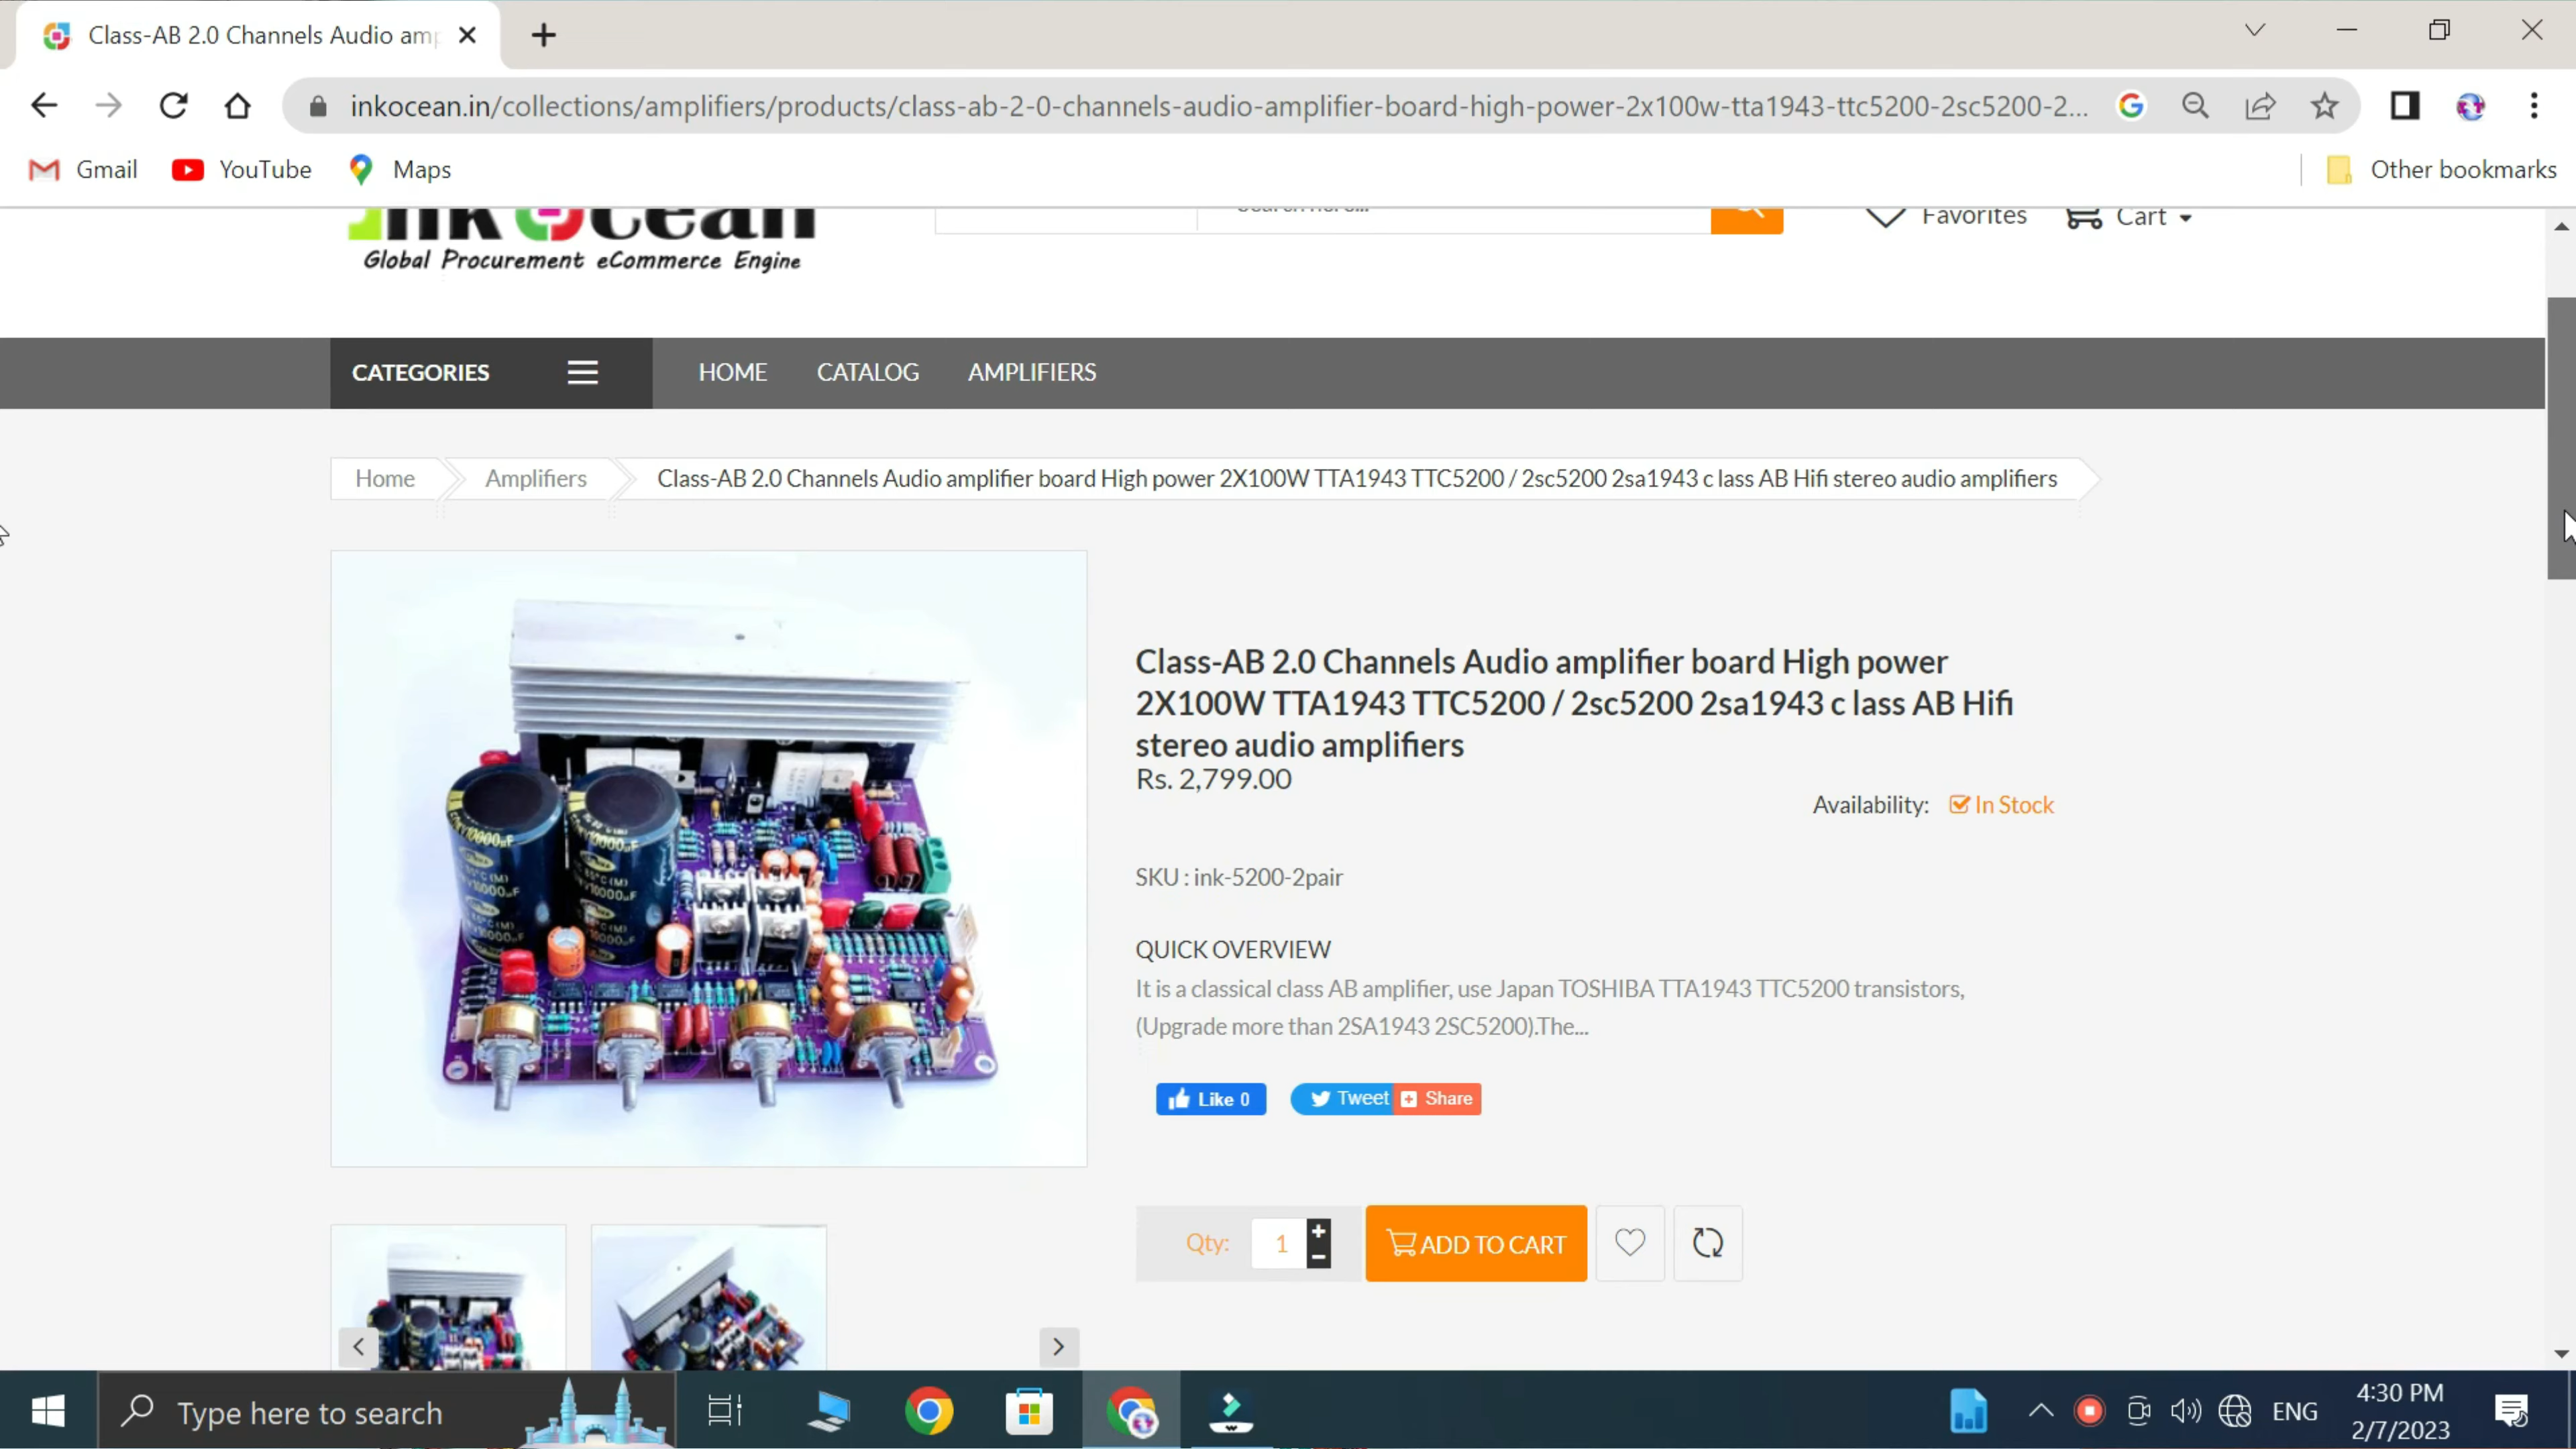 Class-AB 2.0 Channels Audio am
inkocean.in/collections/amplifiers/products/class-ab-2-0-channels-audio-amplifier-board-high-power-2x100w-tta1943-ttc5200-2sc5200-2...
Gmail
YouTube
Maps
Other bookmarks
Ink Ocean
Global Procurement eCommerce Engine
Search here...
Favorites
Cart
CATEGORIES
HOME
CATALOG
AMPLIFIERS
Home
Amplifiers
Class-AB 2.0 Channels Audio amplifier board High power 2X100W TTA1943 TTC5200 / 2sc5200 2sa1943 c lass AB Hifi stereo audio amplifiers
Class-AB 2.0 Channels Audio amplifier board High power
2X100W TTA1943 TTC5200 / 2sc5200 2sa1943 c lass AB Hifi
stereo audio amplifiers
Rs. 2,799.00
Availability: In Stock
SKU : ink-5200-2pair
QUICK OVERVIEW
It is a classical class AB amplifier, use Japan TOSHIBA TTA1943 TTC5200 transistors,
(Upgrade more than 2SA1943 2SC5200).The...
Like 0
Tweet
Share
Qty: 1
ADD TO CART
Type here to search
ENG
4:30 PM
2/7/2023